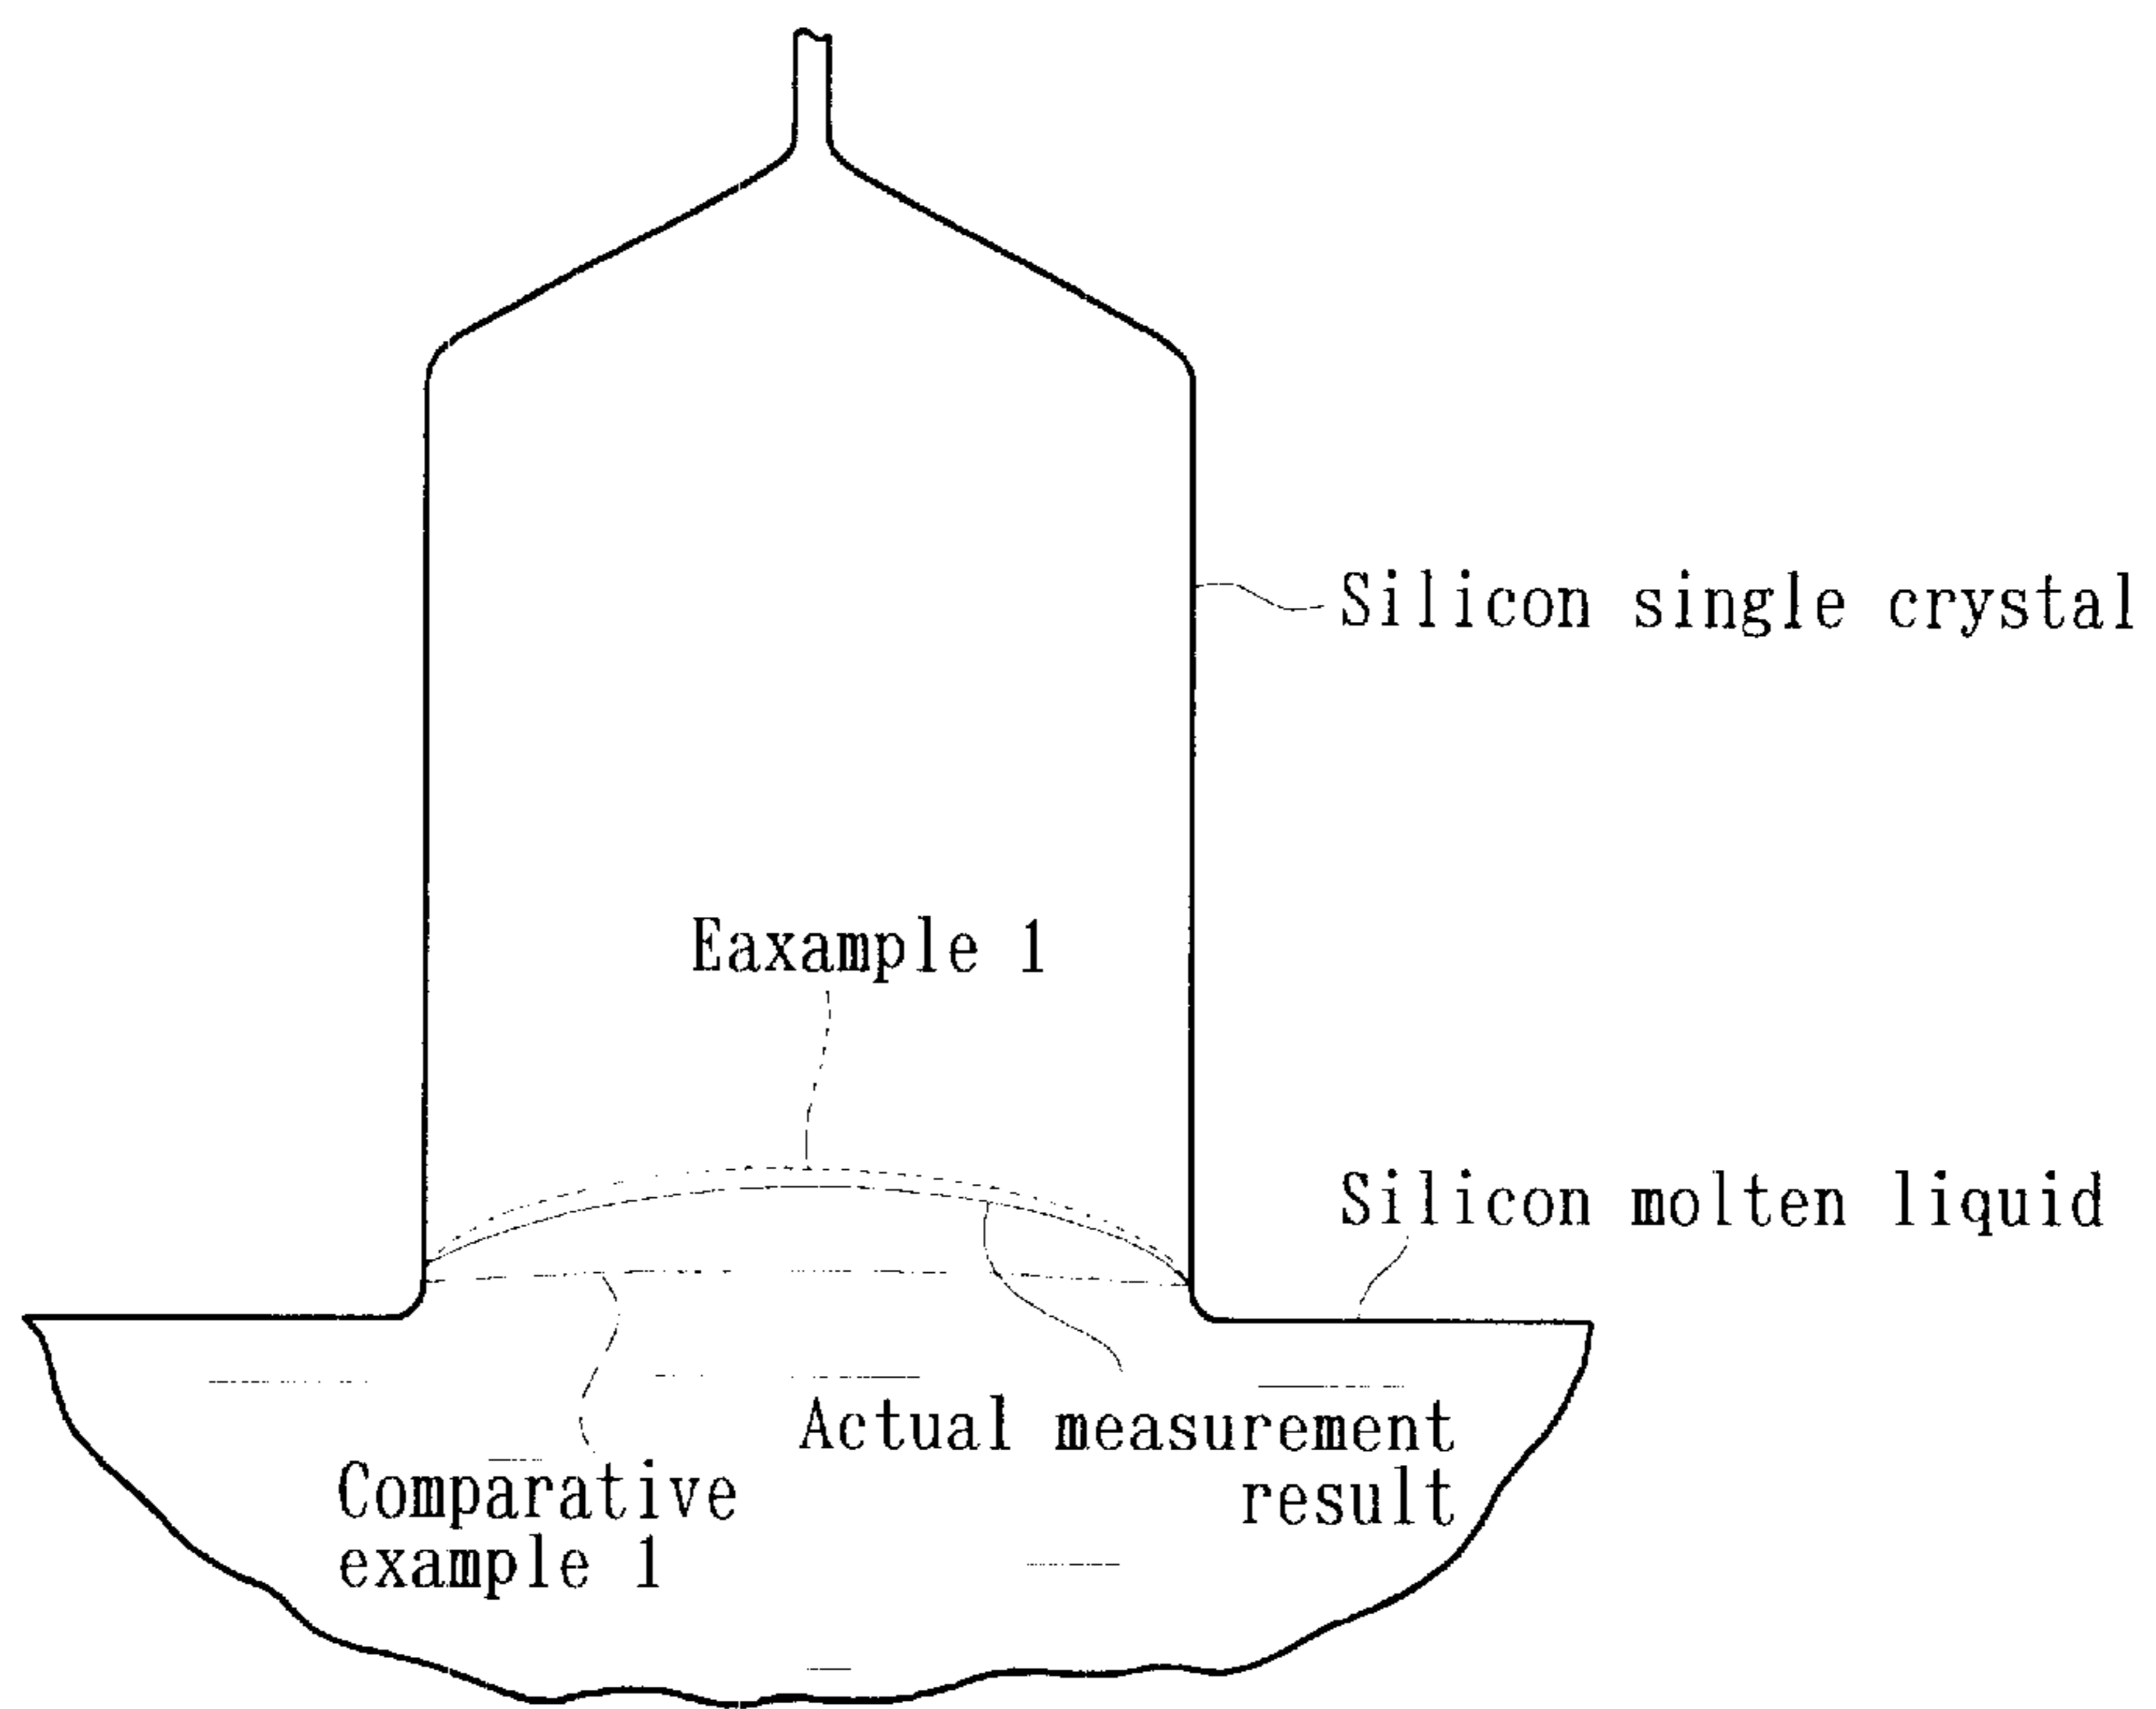 Silicon single crystal
Eaxample 1
Silicon molten liquid
Actual measurement
result
Comparative
example 1